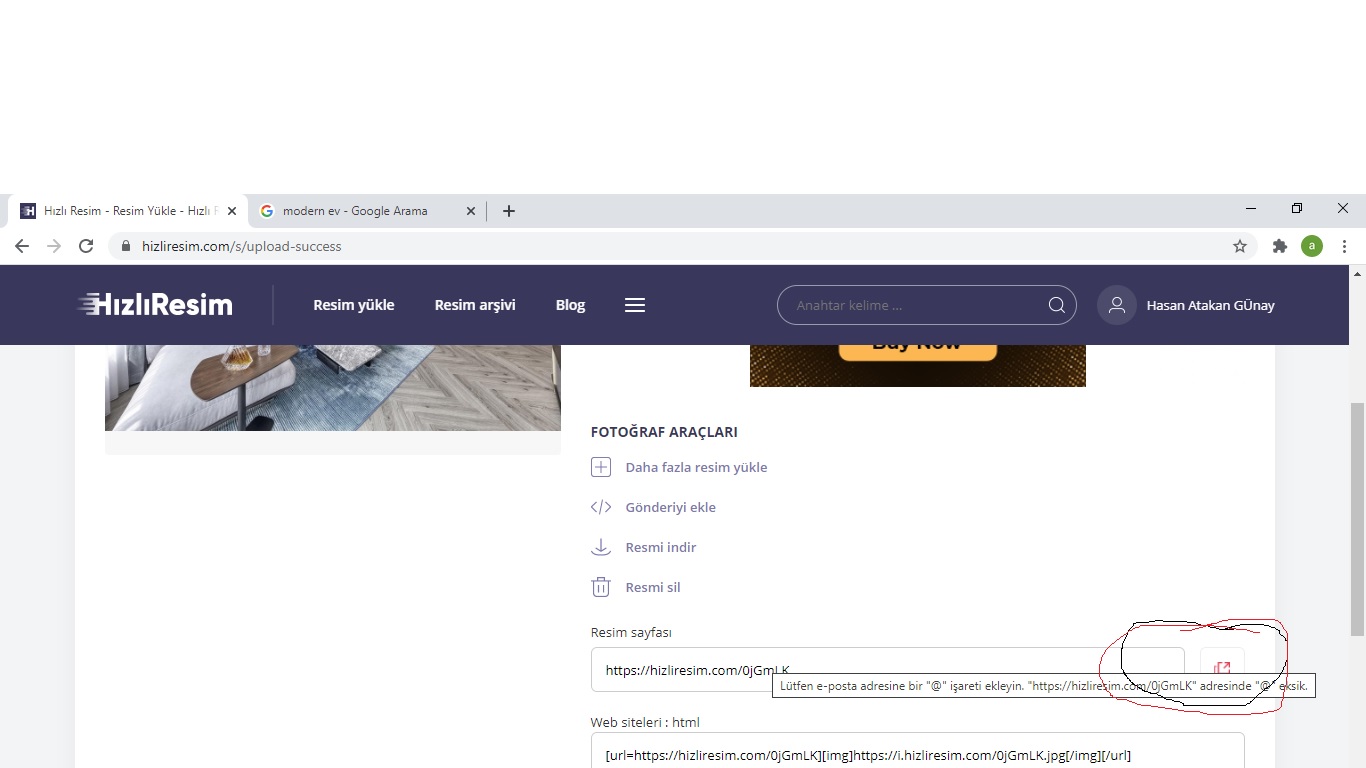 Hızlı Resim - Resim Yükle - Hızlı R
modern ev - Google Arama
hizliresim.com/s/upload-success
a
HızlıResim
Resim yükle
Resim arşivi
Blog
Anahtar kelime ...
Hasan Atakan GÜnay
Buy Now
FOTOĞRAF ARAÇLARI
Daha fazla resim yükle
Gönderiyi ekle
Resmi indir
Resmi sil
Resim sayfası
https://hizliresim.com/0jGmLK
Lütfen e-posta adresine bir "@" işareti ekleyin. "https://hizliresim.com/0jGmLK" adresinde "@" eksik.
Web siteleri : html
[url=https://hizliresim.com/0jGmLK][img]https://i.hizliresim.com/0jGmLK.jpg[/img][/url]